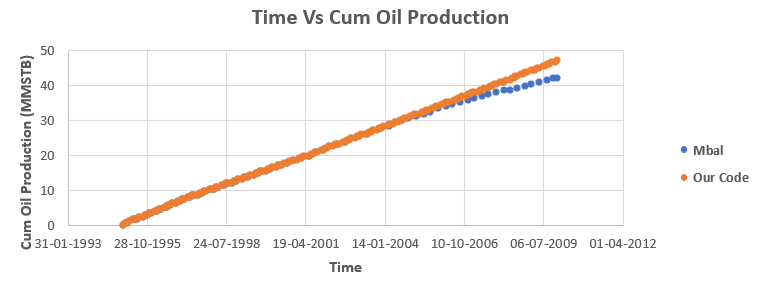 Time Vs Cum Oil Production
Cum Oil Production (MMSTB)
50
40
30
20
10
0
31-01-1993 28-10-1995 24-07-1998 19-04-2001 14-01-2004 10-10-2006 06-07-2009 01-04-2012
Time
Mbal
Our Code